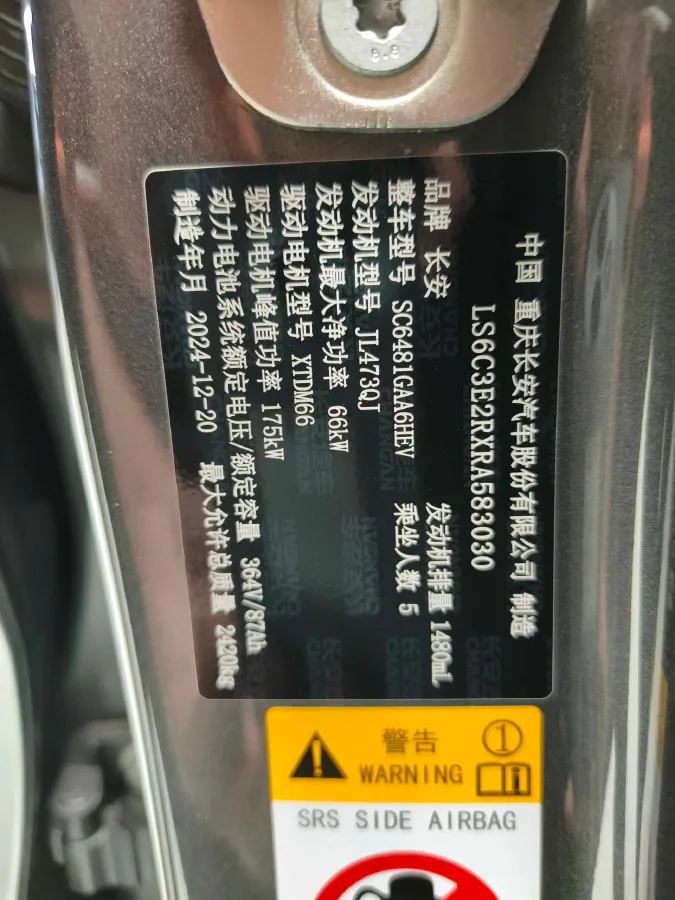 8.8
中国 重庆长安汽车股份有限公司 制造
LS6C3E2RXRA583030
品牌 长安 发动机排量 1480mL
整车型号 SC6481GAA6HEV 乘坐人数 5
发动机型号 JL473QJ
发动机最大净功率 66kW
驱动电机型号 XTDM66
驱动电机峰值功率 175kW
动力电池系统额定电压/额定容量 364V/87Ah
制造年月 2024-12-20 最大允许总质量 2420kg
警告 ①
WARNING i
SRS SIDE AIRBAG